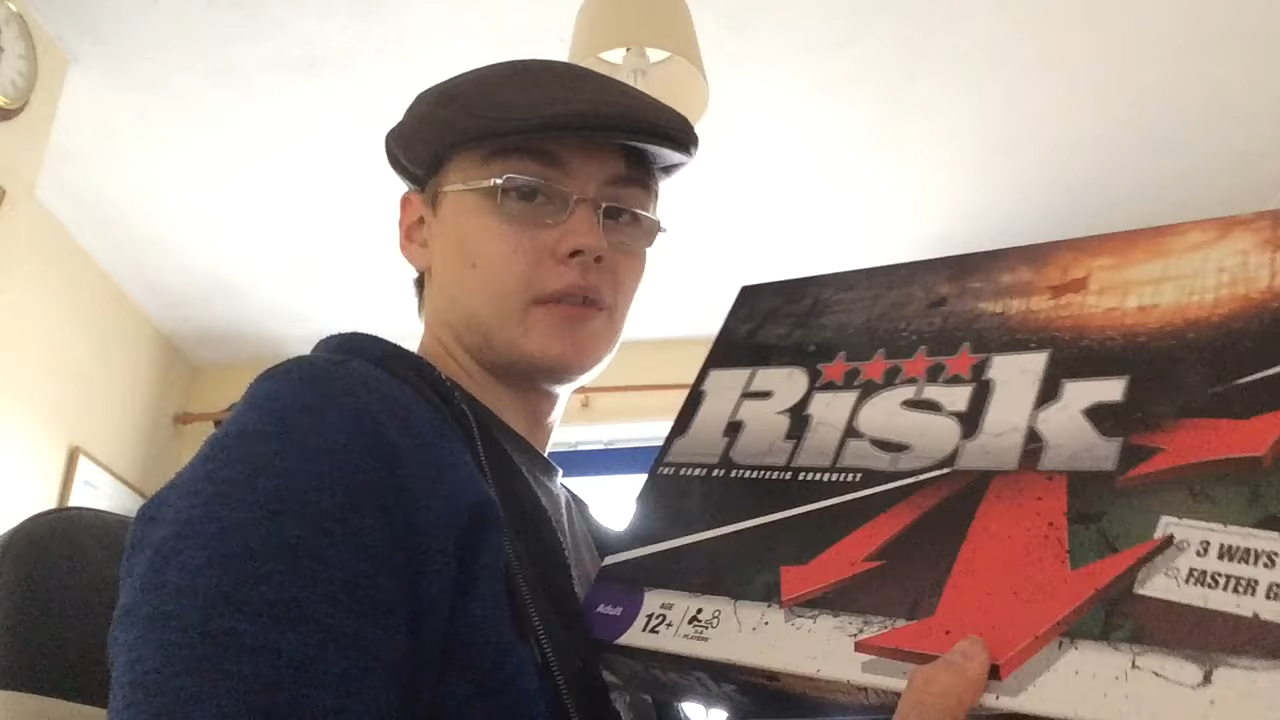 RISK
THE GAME OF STRATEGIC CONQUEST
3 WAYS
FASTER G
Adult
AGE
12+
PLAYERS